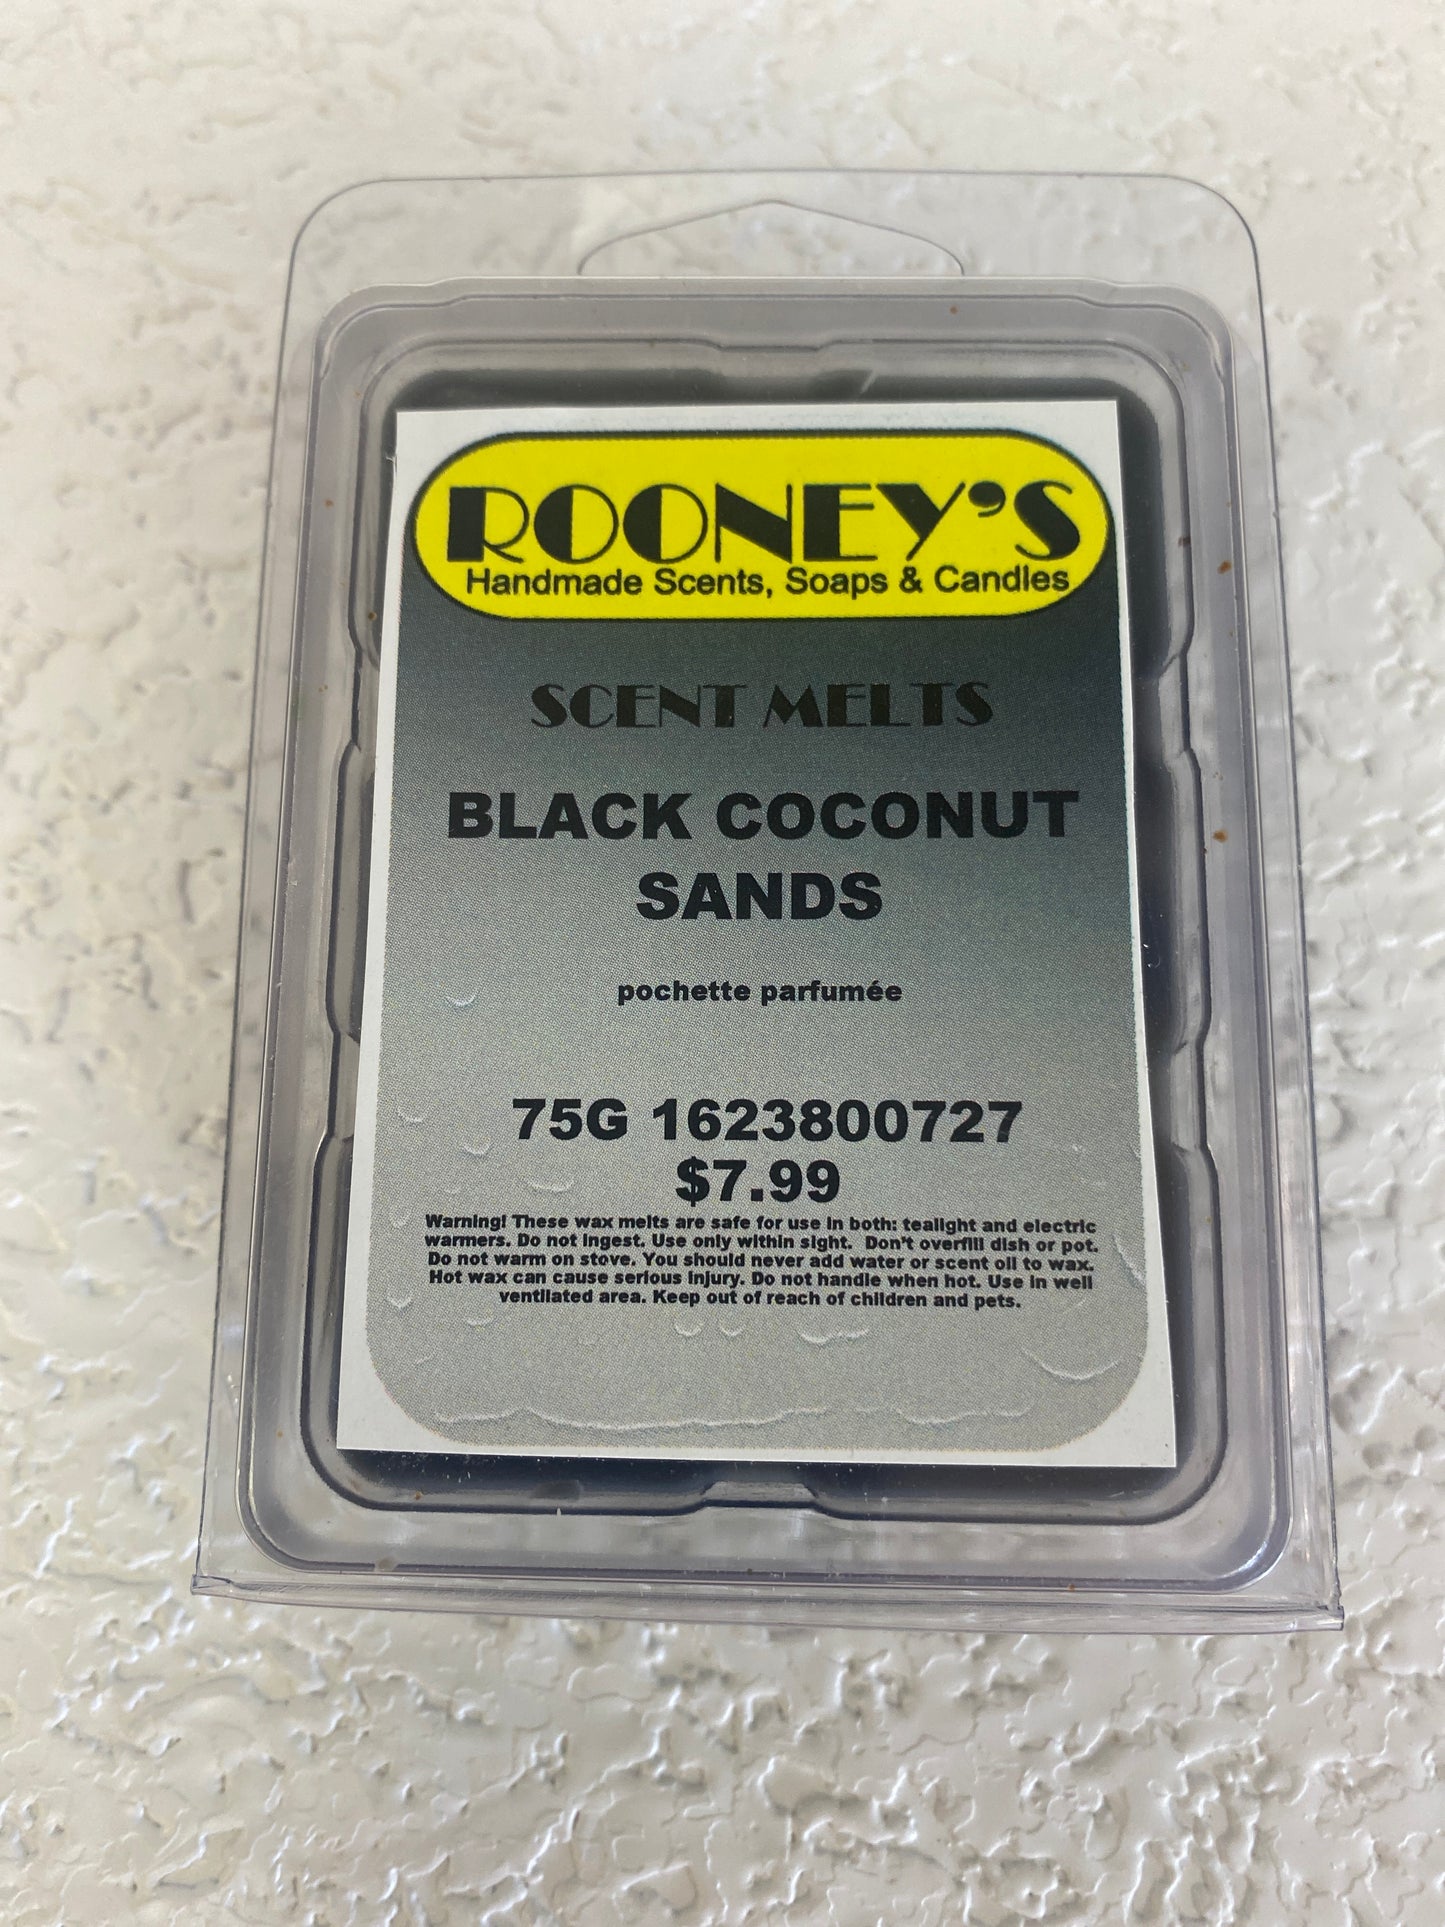 ROONEY'S
Handmade Scents, Soaps & Candles
SCENT MELTS
BLACK COCONUT
SANDS
pochette parfumée
75G 1623800727
$7.99
Warning! These wax melts are safe for use in both: tealight and electric
warmers. Do not ingest. Use only within sight. Don't overfill dish or pot.
Do not warm on stove. You should never add water or scent oil to wax.
Hot wax can cause serious injury. Do not handle when hot. Use in well
ventilated area. Keep out of reach of children and pets.